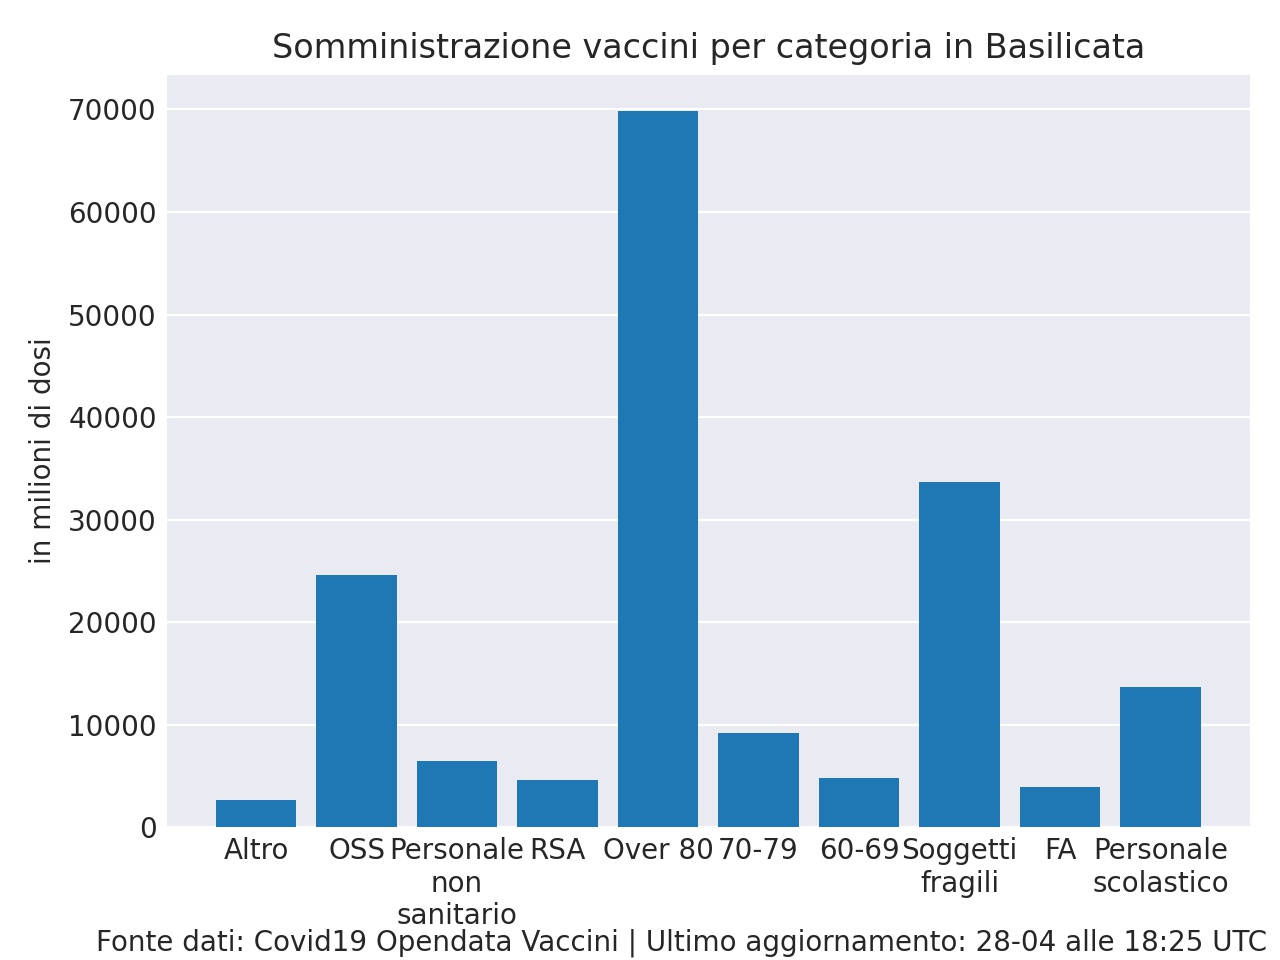 Somministrazione vaccini per categoria in Basilicata
in milioni di dosi
70000
60000
50000
40000
30000
20000
10000
0
Altro OSS Personale RSA Over 80 70-79 60-69 Soggetti FA Personale
non fragili scolastico
sanitario
Fonte dati: Covid19 Opendata Vaccini | Ultimo aggiornamento: 28-04 alle 18:25 UTC